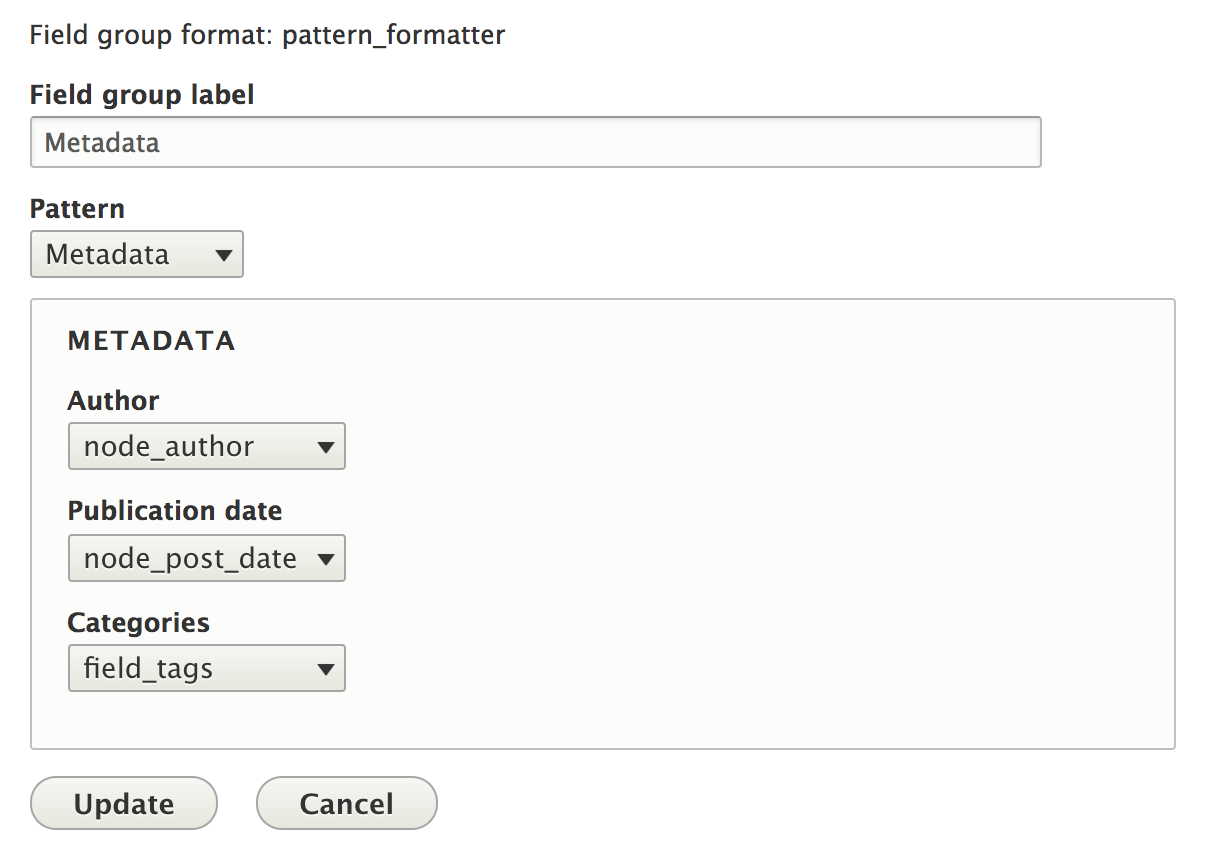 Field group format: pattern_formatter
Field group label
Metadata
Pattern
Metadata
METADATA
Author
node_author
Publication date
node_post_date
Categories
field_tags
Update Cancel